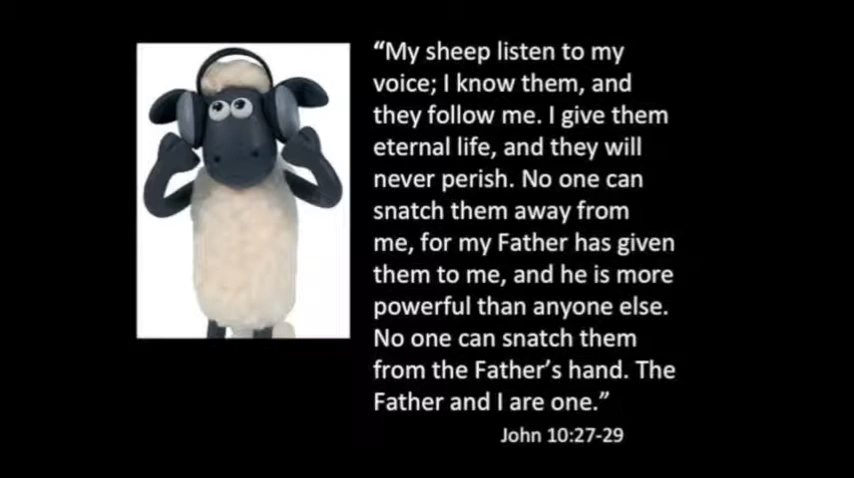 “My sheep listen to my
voice; I know them, and
they follow me. I give them
eternal life, and they will
never perish. No one can
snatch them away from
me, for my Father has given
them to me, and he is more
powerful than anyone else.
No one can snatch them
from the Father’s hand. The
Father and I are one.”
John 10:27-29